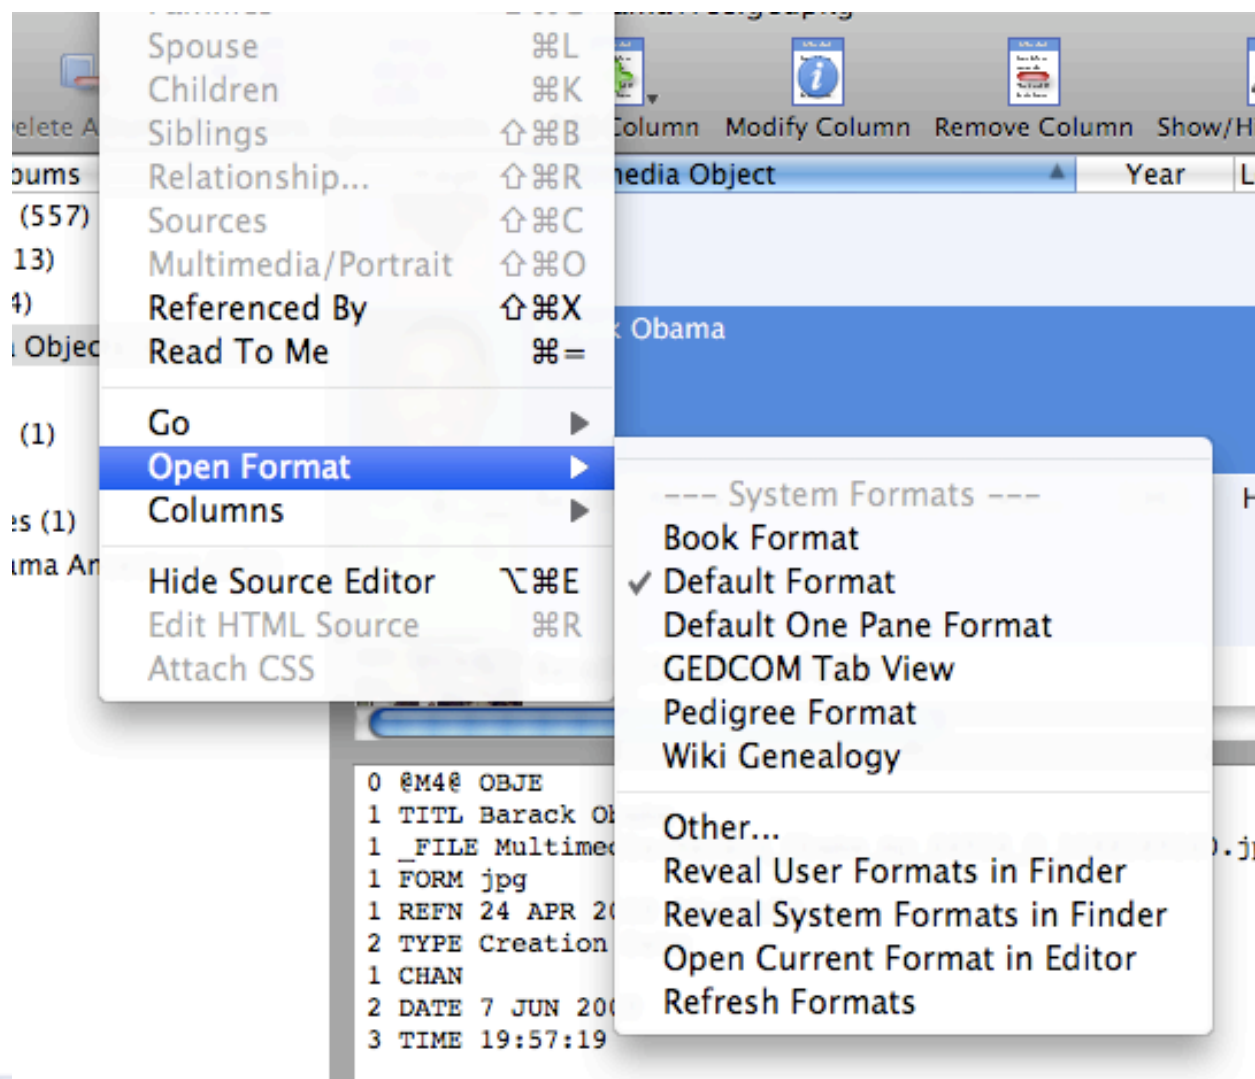 Spouse ⌘L
Children ⌘K
Siblings ⇧⌘B
Relationship... ⇧⌘R
Sources ⇧⌘C
Multimedia/Portrait ⇧⌘O
Referenced By ⇧⌘X
Read To Me ⌘=
Go
Open Format
Columns
Hide Source Editor ⌥⌘E
Edit HTML Source ⌘R
Attach CSS
Column Modify Column Remove Column Show/H
Object Year
(557)
13)
4)
Objec
(1)
(1)
Obama
--- System Formats ---
Book Format
✓ Default Format
Default One Pane Format
GEDCOM Tab View
Pedigree Format
Wiki Genealogy
Other...
Reveal User Formats in Finder
Reveal System Formats in Finder
Open Current Format in Editor
Refresh Formats
0 @M4@ OBJE
1 TITL Barack
1 _FILE Multimed
1 FORM jpg
1 REFN 24 APR 20
2 TYPE Creation
1 CHAN
2 DATE 7 JUN 200
3 TIME 19:57:19